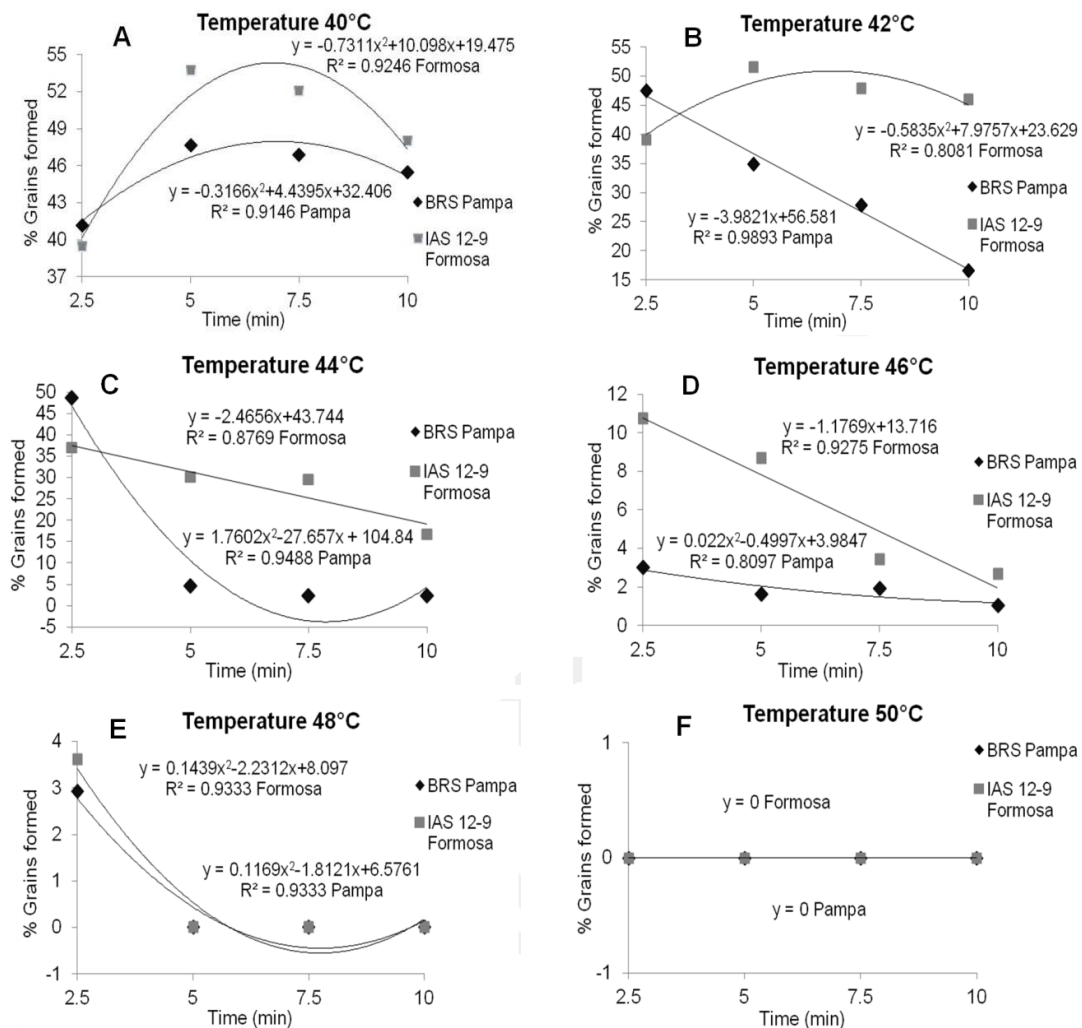 A
Temperature 40°C
y = -0.7311x²+10.098x+19.475
R² = 0.9246 Formosa
y = -0.3166x²+4.4395x+32.406
R² = 0.9146 Pampa
BRS Pampa
IAS 12-9
Formosa
% Grains formed
55
52
49
46
43
40
37
2.5
5
7.5
10
Time (min)
B
Temperature 42°C
y = -0.5835x²+7.9757x+23.629
R² = 0.8081 Formosa
y = -3.9821x+56.581
R² = 0.9893 Pampa
BRS Pampa
IAS 12-9
Formosa
% Grains formed
55
50
45
40
35
30
25
20
15
2.5
5
7.5
10
Time (min)
C
Temperature 44°C
y = -2.4656x+43.744
R² = 0.8769 Formosa
y = 1.7602x²-27.657x + 104.84
R² = 0.9488 Pampa
BRS Pampa
IAS 12-9
Formosa
% Grains formed
50
45
40
35
30
25
20
15
10
5
0
-5
2.5
5
7.5
10
Time (min)
D
Temperature 46°C
y = -1.1769x+13.716
R² = 0.9275 Formosa
y = 0.022x²-0.4997x+3.9847
R² = 0.8097 Pampa
BRS Pampa
IAS 12-9
Formosa
% Grains formed
12
10
8
6
4
2
0
2.5
5
7.5
10
Time (min)
E
Temperature 48°C
y = 0.1439x²-2.2312x+8.097
R² = 0.9333 Formosa
y = 0.1169x²-1.8121x+6.5761
R² = 0.9333 Pampa
BRS Pampa
IAS 12-9
Formosa
% Grains formed
4
3
2
1
0
-1
2.5
5
7.5
10
Time (min)
F
Temperature 50°C
y = 0 Formosa
y = 0 Pampa
BRS Pampa
IAS 12-9
Formosa
% Grains formed
1
0
-1
2.5
5
7.5
10
Time (min)